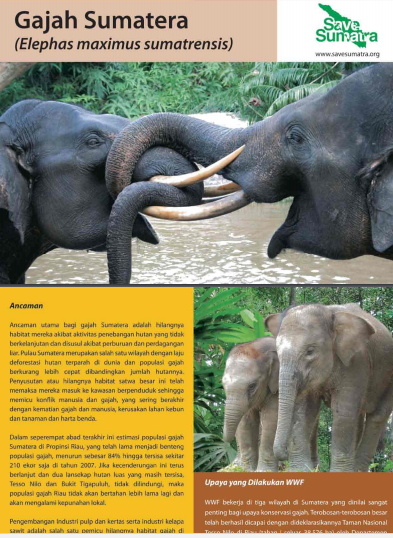 Gajah Sumatera
(Elephas maximus sumatrensis)
Save
Sumatra
www.savesumatra.org
Ancaman
Ancaman utama bagi gajah Sumatera adalah hilangnya
habitat mereka akibat aktivitas penebangan hutan yang tidak
berkelanjutan dan disusul akibat perburuan dan perdagangan
liar. Pulau Sumatera merupakan salah satu wilayah dengan laju
deforestasi hutan terparah di dunia dan populasi gajah
berkurang lebih cepat dibandingkan jumlah hutannya.
Penyusutan atau hilangnya habitat satwa besar ini telah
memaksa mereka masuk ke kawasan berpenduduk sehingga
memicu konflik manusia dan gajah, yang sering berakhir
dengan kematian gajah dan manusia, kerusakan lahan kebun
dan tanaman dan harta benda.
Dalam seperempat abad terakhir ini estimasi populasi gajah
Sumatera di Propinsi Riau, yang telah lama menjadi benteng
populasi gajah, menurun sebesar 84% hingga tersisa sekitar
210 ekor saja di tahun 2007. Jika kecenderungan ini terus
berlanjut dan dua lansekap hutan luas yang masih tersisa,
Tesso Nilo dan Bukit Tigapuluh, tidak dilindungi, maka
populasi gajah Riau tidak akan bertahan lebih lama lagi dan
akan mengalami kepunahan lokal.
Pengembangan Industri pulp dan kertas serta industri kelapa
sawit adalah salah satu pemicu hilangnya habitat gajah di
Upaya yang Dilakukan WWF
WWF bekerja di tiga wilayah di Sumatera yang dinilai sangat
penting bagi upaya konservasi gajah. Terobosan-terobosan besar
telah berhasil dicapai dengan dideklarasikannya Taman Nasional
Tesso Nilo di Riau